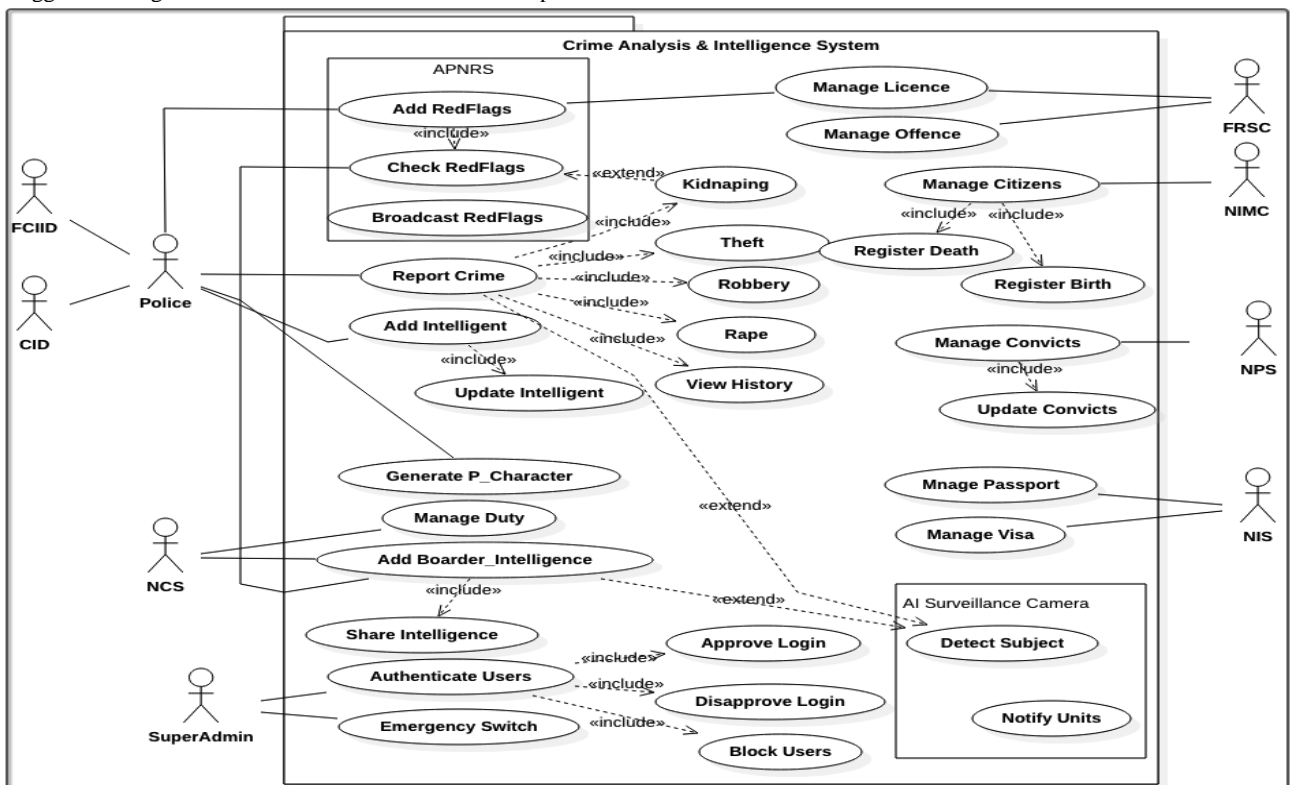 Crime Analysis & Intelligence System
APNRS
Add RedFlags
«include»
Check RedFlags
Broadcast RedFlags
Manage Licence
Manage Offence
FRSC
«extend»
Kidnaping
Manage Citizens
NIMC
«include»
«include»
«include»
Theft
Register Death
Register Birth
FCIID
Police
CID
Report Crime
«include»
«include»
Robbery
«include»
Rape
Add Intelligent
«include»
Update Intelligent
«include»
View History
Manage Convicts
NPS
«include»
Update Convicts
Generate P_Character
«extend»
Mnage Passport
Manage Visa
NIS
Manage Duty
NCS
Add Boarder_Intelligence
«include»
«extend»
Share Intelligence
AI Surveillance Camera
Detect Subject
Notify Units
SuperAdmin
Authenticate Users
«include»
Approve Login
«include»
Disapprove Login
Emergency Switch
«include»
Block Users